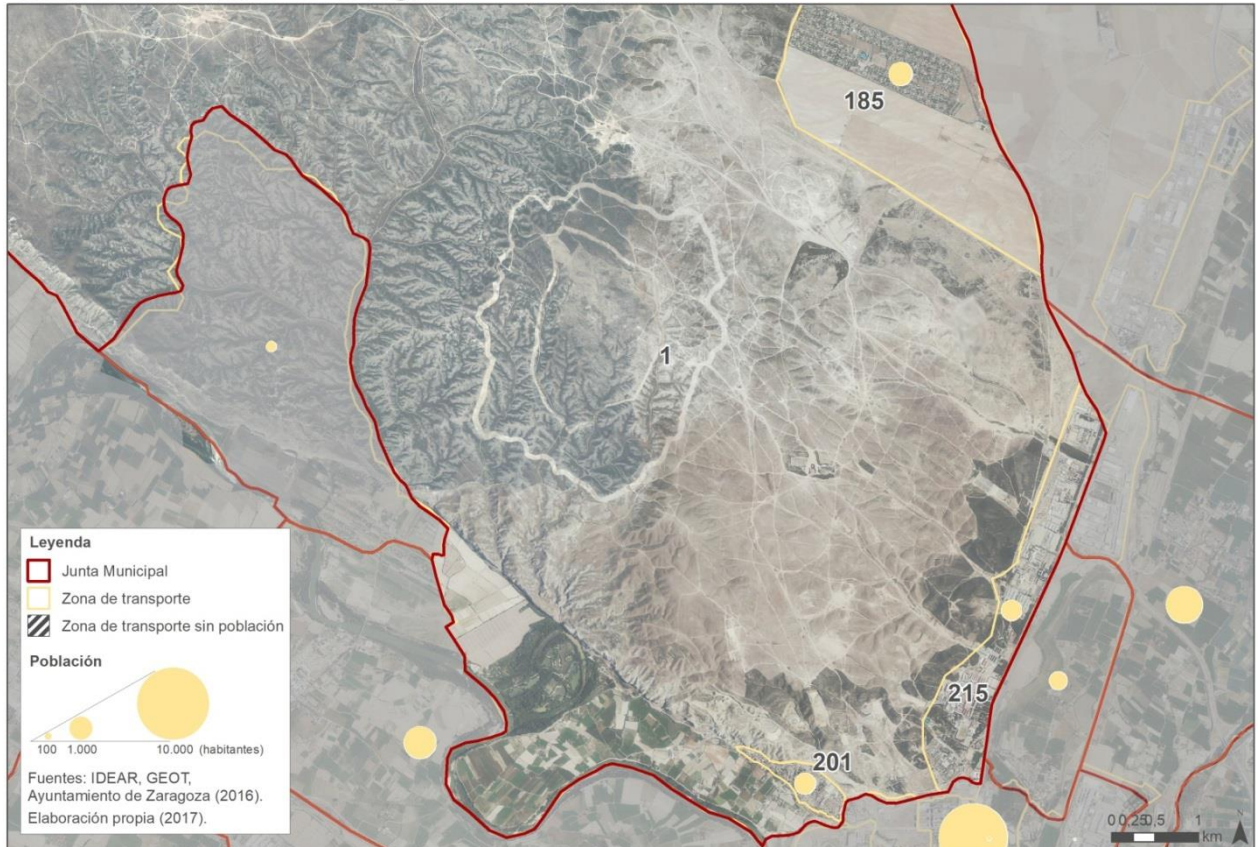 185
1
215
201
Leyenda
Junta Municipal
Zona de transporte
Zona de transporte sin población
Población
100 1.000 10.000 (habitantes)
Fuentes: IDEAR, GEOT,
Ayuntamiento de Zaragoza (2016).
Elaboración propia (2017).
0 0,25 0,5 1
km
N